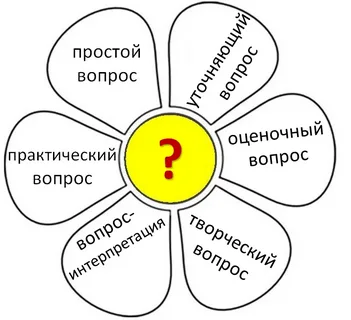 простой
вопрос
уточняющий
вопрос
оценочный
вопрос
творческий
вопрос
вопрос-
интерпретация
практический
вопрос
?